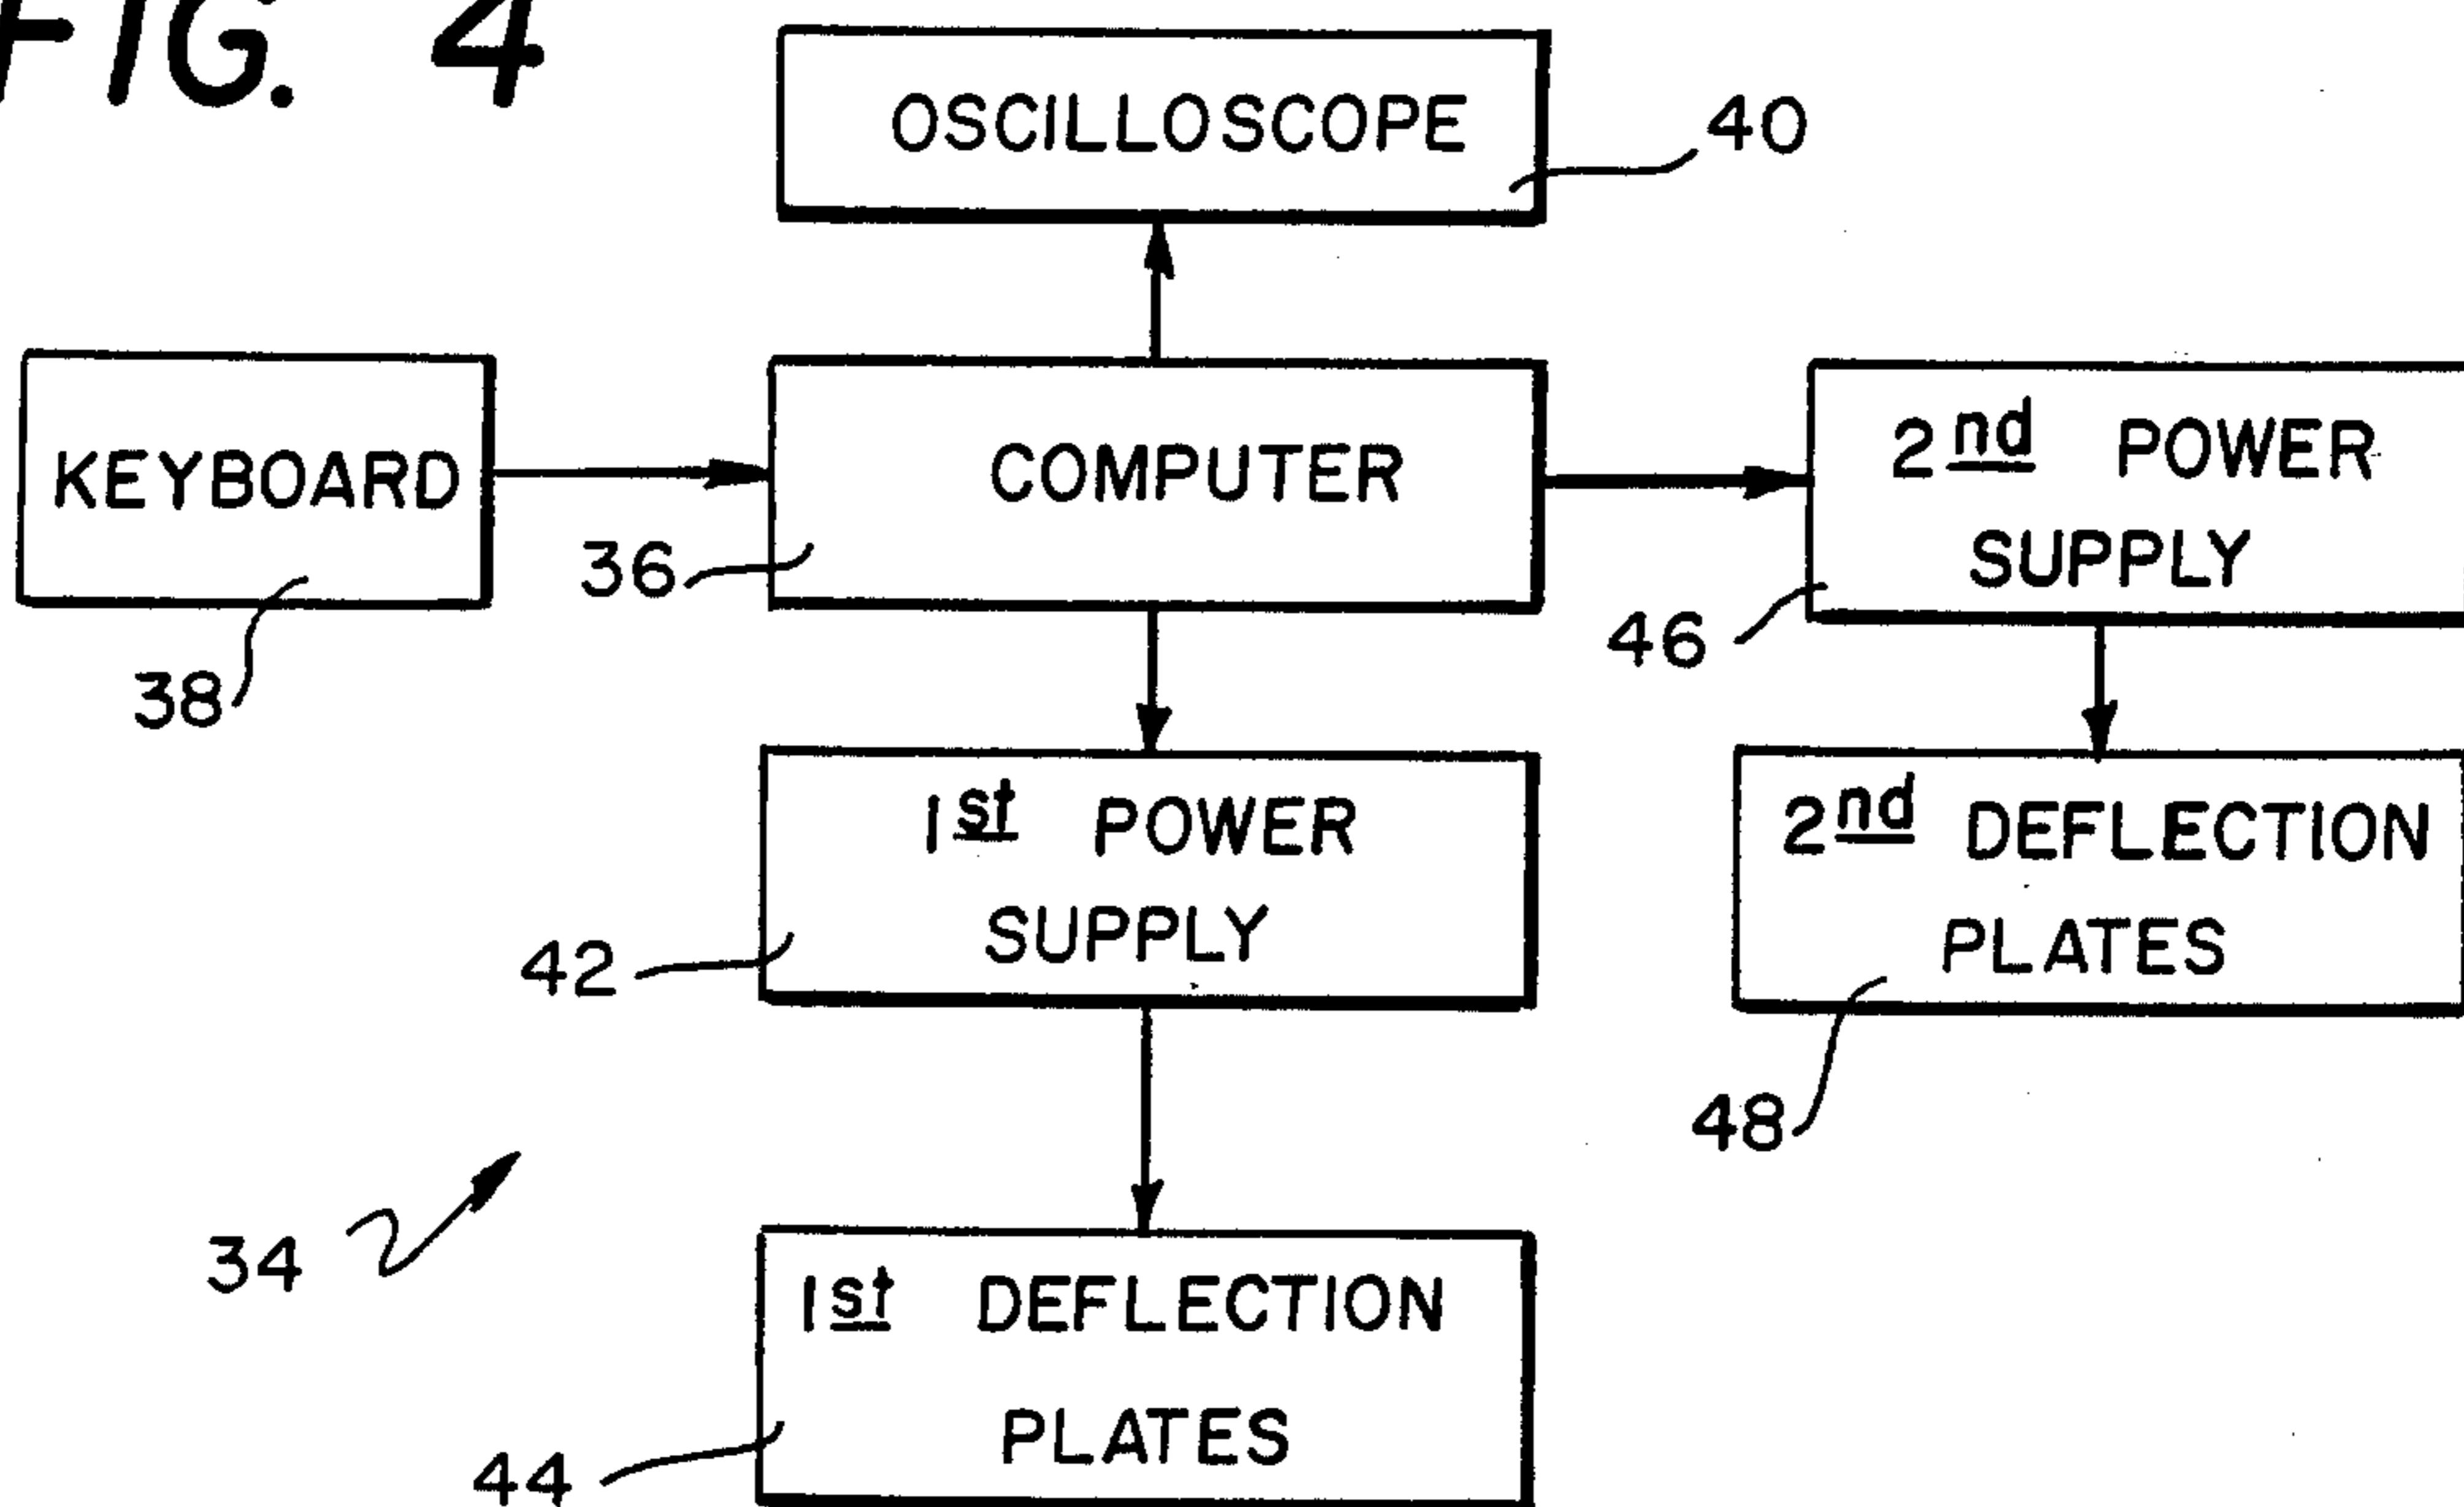 FIG. 4
OSCILLOSCOPE
40
KEYBOARD
38
COMPUTER
36
2nd POWER
SUPPLY
46
1st POWER
SUPPLY
42
2nd DEFLECTION
PLATES
48
34
1st DEFLECTION
PLATES
44